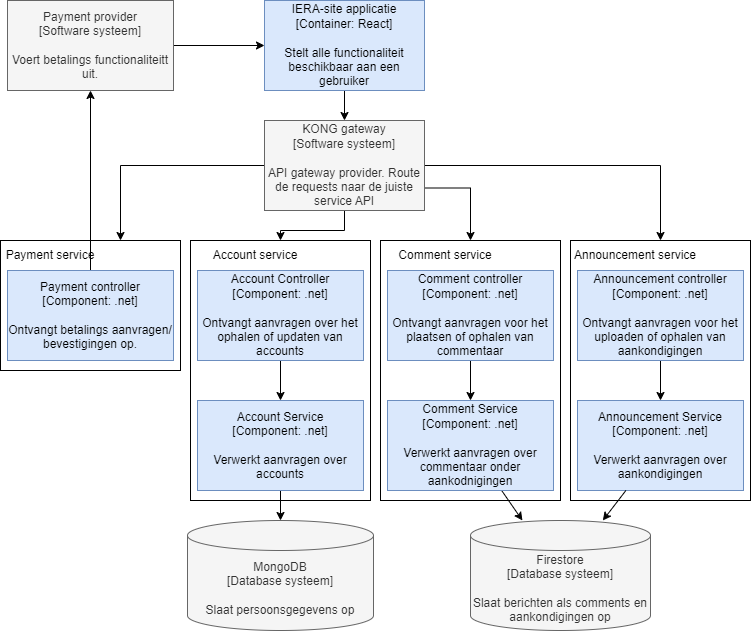 Payment provider
[Software systeem]
Voert betalings functionaliteitt
uit.
IERA-site applicatie
[Container: React]
Stelt alle functionaliteit
beschikbaar aan een
gebruiker
KONG gateway
[Software systeem]
API gateway provider. Route
de requests naar de juiste
service API
Payment service
Payment controller
[Component: .net]
Ontvangt betalings aanvragen/
bevestigingen op.
Account service
Account Controller
[Component: .net]
Ontvangt aanvragen over het
ophalen of updaten van
accounts
Account Service
[Component: .net]
Verwerkt aanvragen over
accounts
Comment service
Comment controller
[Component: .net]
Ontvangt aanvragen voor het
plaatsen of ophalen van
commentaar
Comment Service
[Component: .net]
Verwerkt aanvragen over
commentaar onder
aankodnigingen
Announcement service
Announcement controller
[Component: .net]
Ontvangt aanvragen voor het
uploaden of ophalen van
aankondigingen
Announcement Service
[Component: .net]
Verwerkt aanvragen over
aankondigingen
MongoDB
[Database systeem]
Slaat persoonsgegevens op
Firestore
[Database systeem]
Slaat berichten als comments en
aankondigingen op